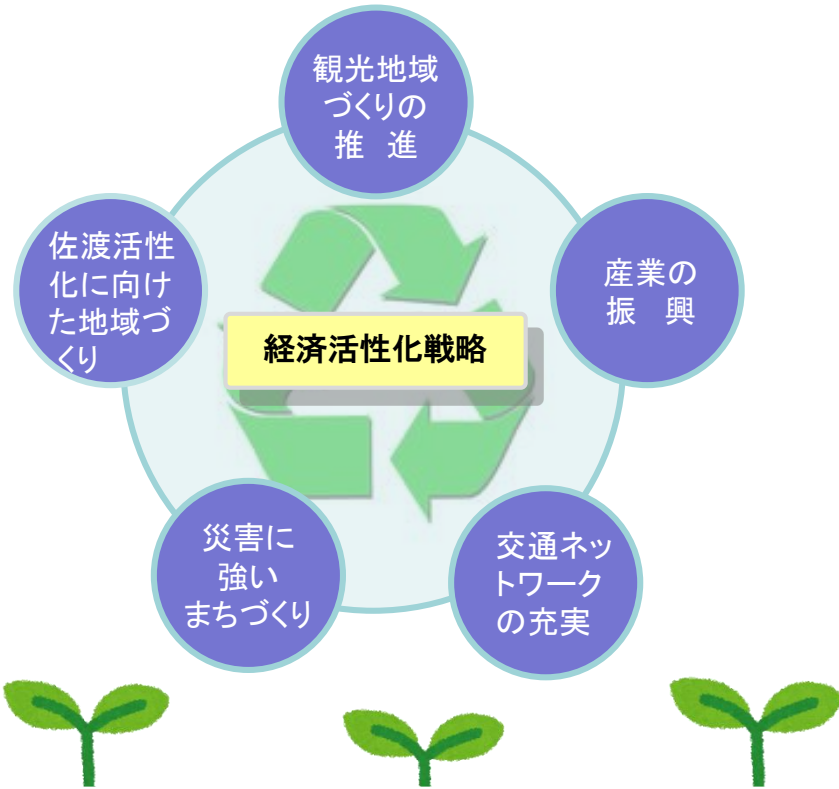 観光地域
づくりの
推　進
佐渡活性
化に向け
た地域づ
くり
産業の
振　興
経済活性化戦略
災害に
強い
まちづくり
交通ネッ
トワーク
の充実